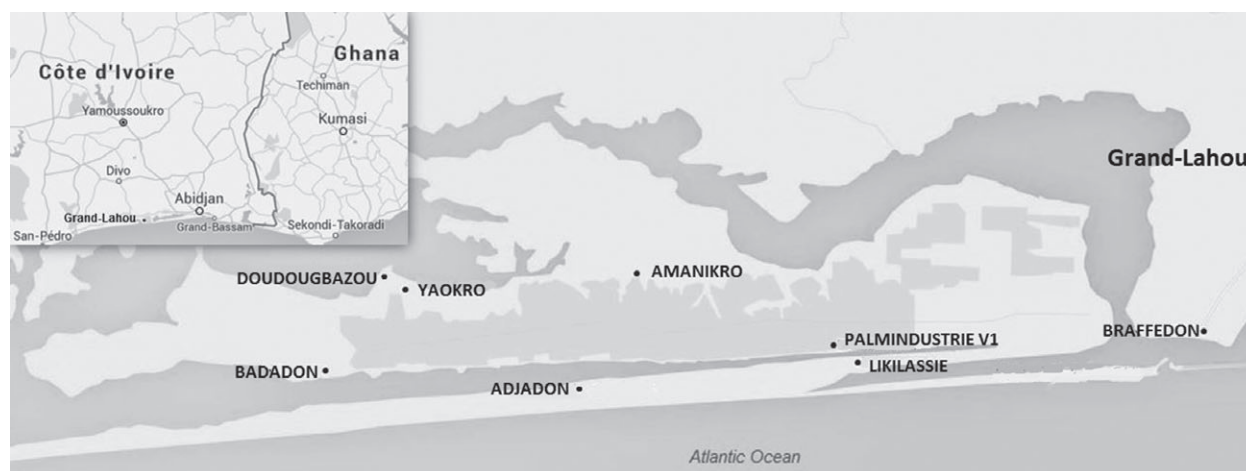 Côte d'Ivoire
Ghana
Techiman
Yamoussoukro
Kumasi
Divo
Abidjan
Grand-Lahou
Grand-Bassam
Sekondi-Takoradi
San-Pédro
Grand-Lahou
DOUDOUGBAZOU
YAOKRO
AMANIKRO
BRAFFEDON
PALMINDUSTRIE V1
LIKILASSIE
BADADON
ADJADON
Atlantic Ocean